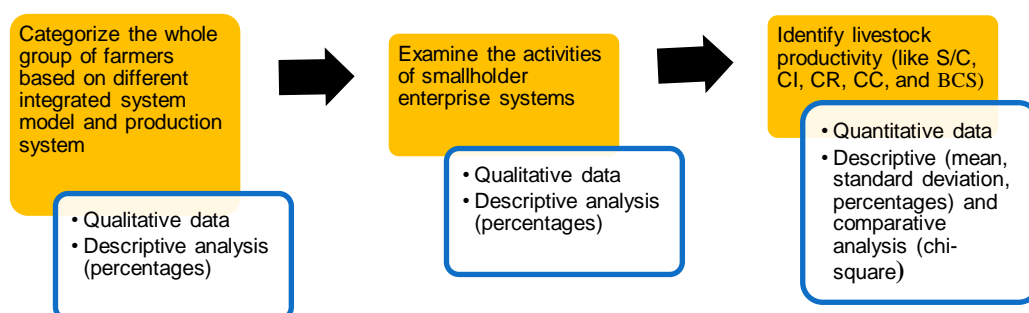 Categorize the whole
group of farmers
based on different
integrated system
model and production
system
• Qualitative data
• Descriptive analysis
(percentages)
Examine the activities
of smallholder
enterprise systems
• Qualitative data
• Descriptive analysis
(percentages)
Identify livestock
productivity (like S/C,
CI, CR, CC, and BCS)
• Quantitative data
• Descriptive (mean,
standard deviation,
percentages) and
comparative
analysis (chi-
square)